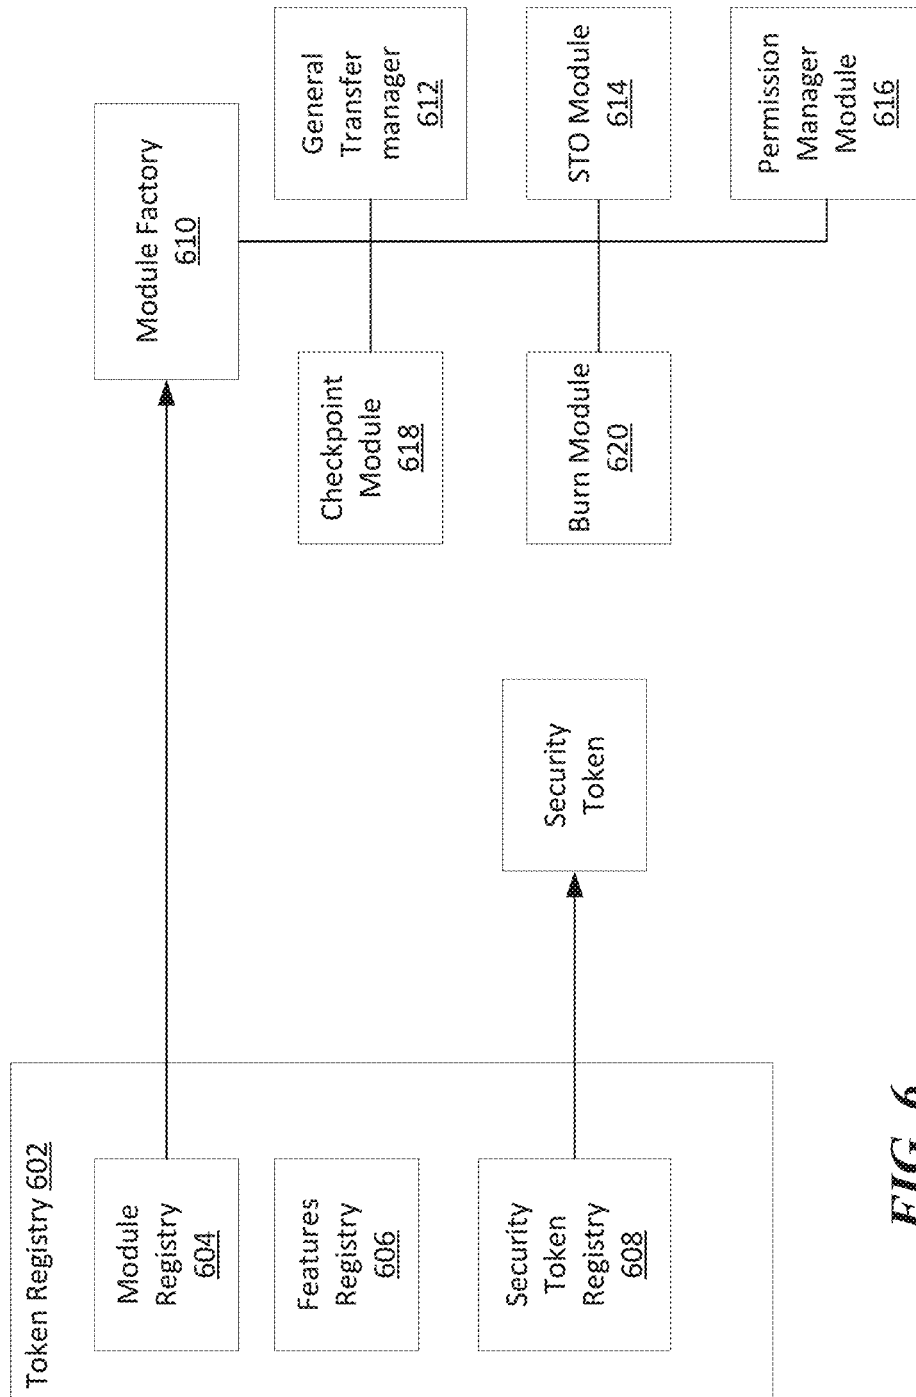 Token Registry 602
Module
Registry
604
Features
Registry
606
Security
Token
Registry
608
Security
Token
Module Factory
610
Checkpoint
Module
618
General
Transfer
manager
612
Burn Module
620
STO Module
614
Permission
Manager
Module
616
FIG. 6